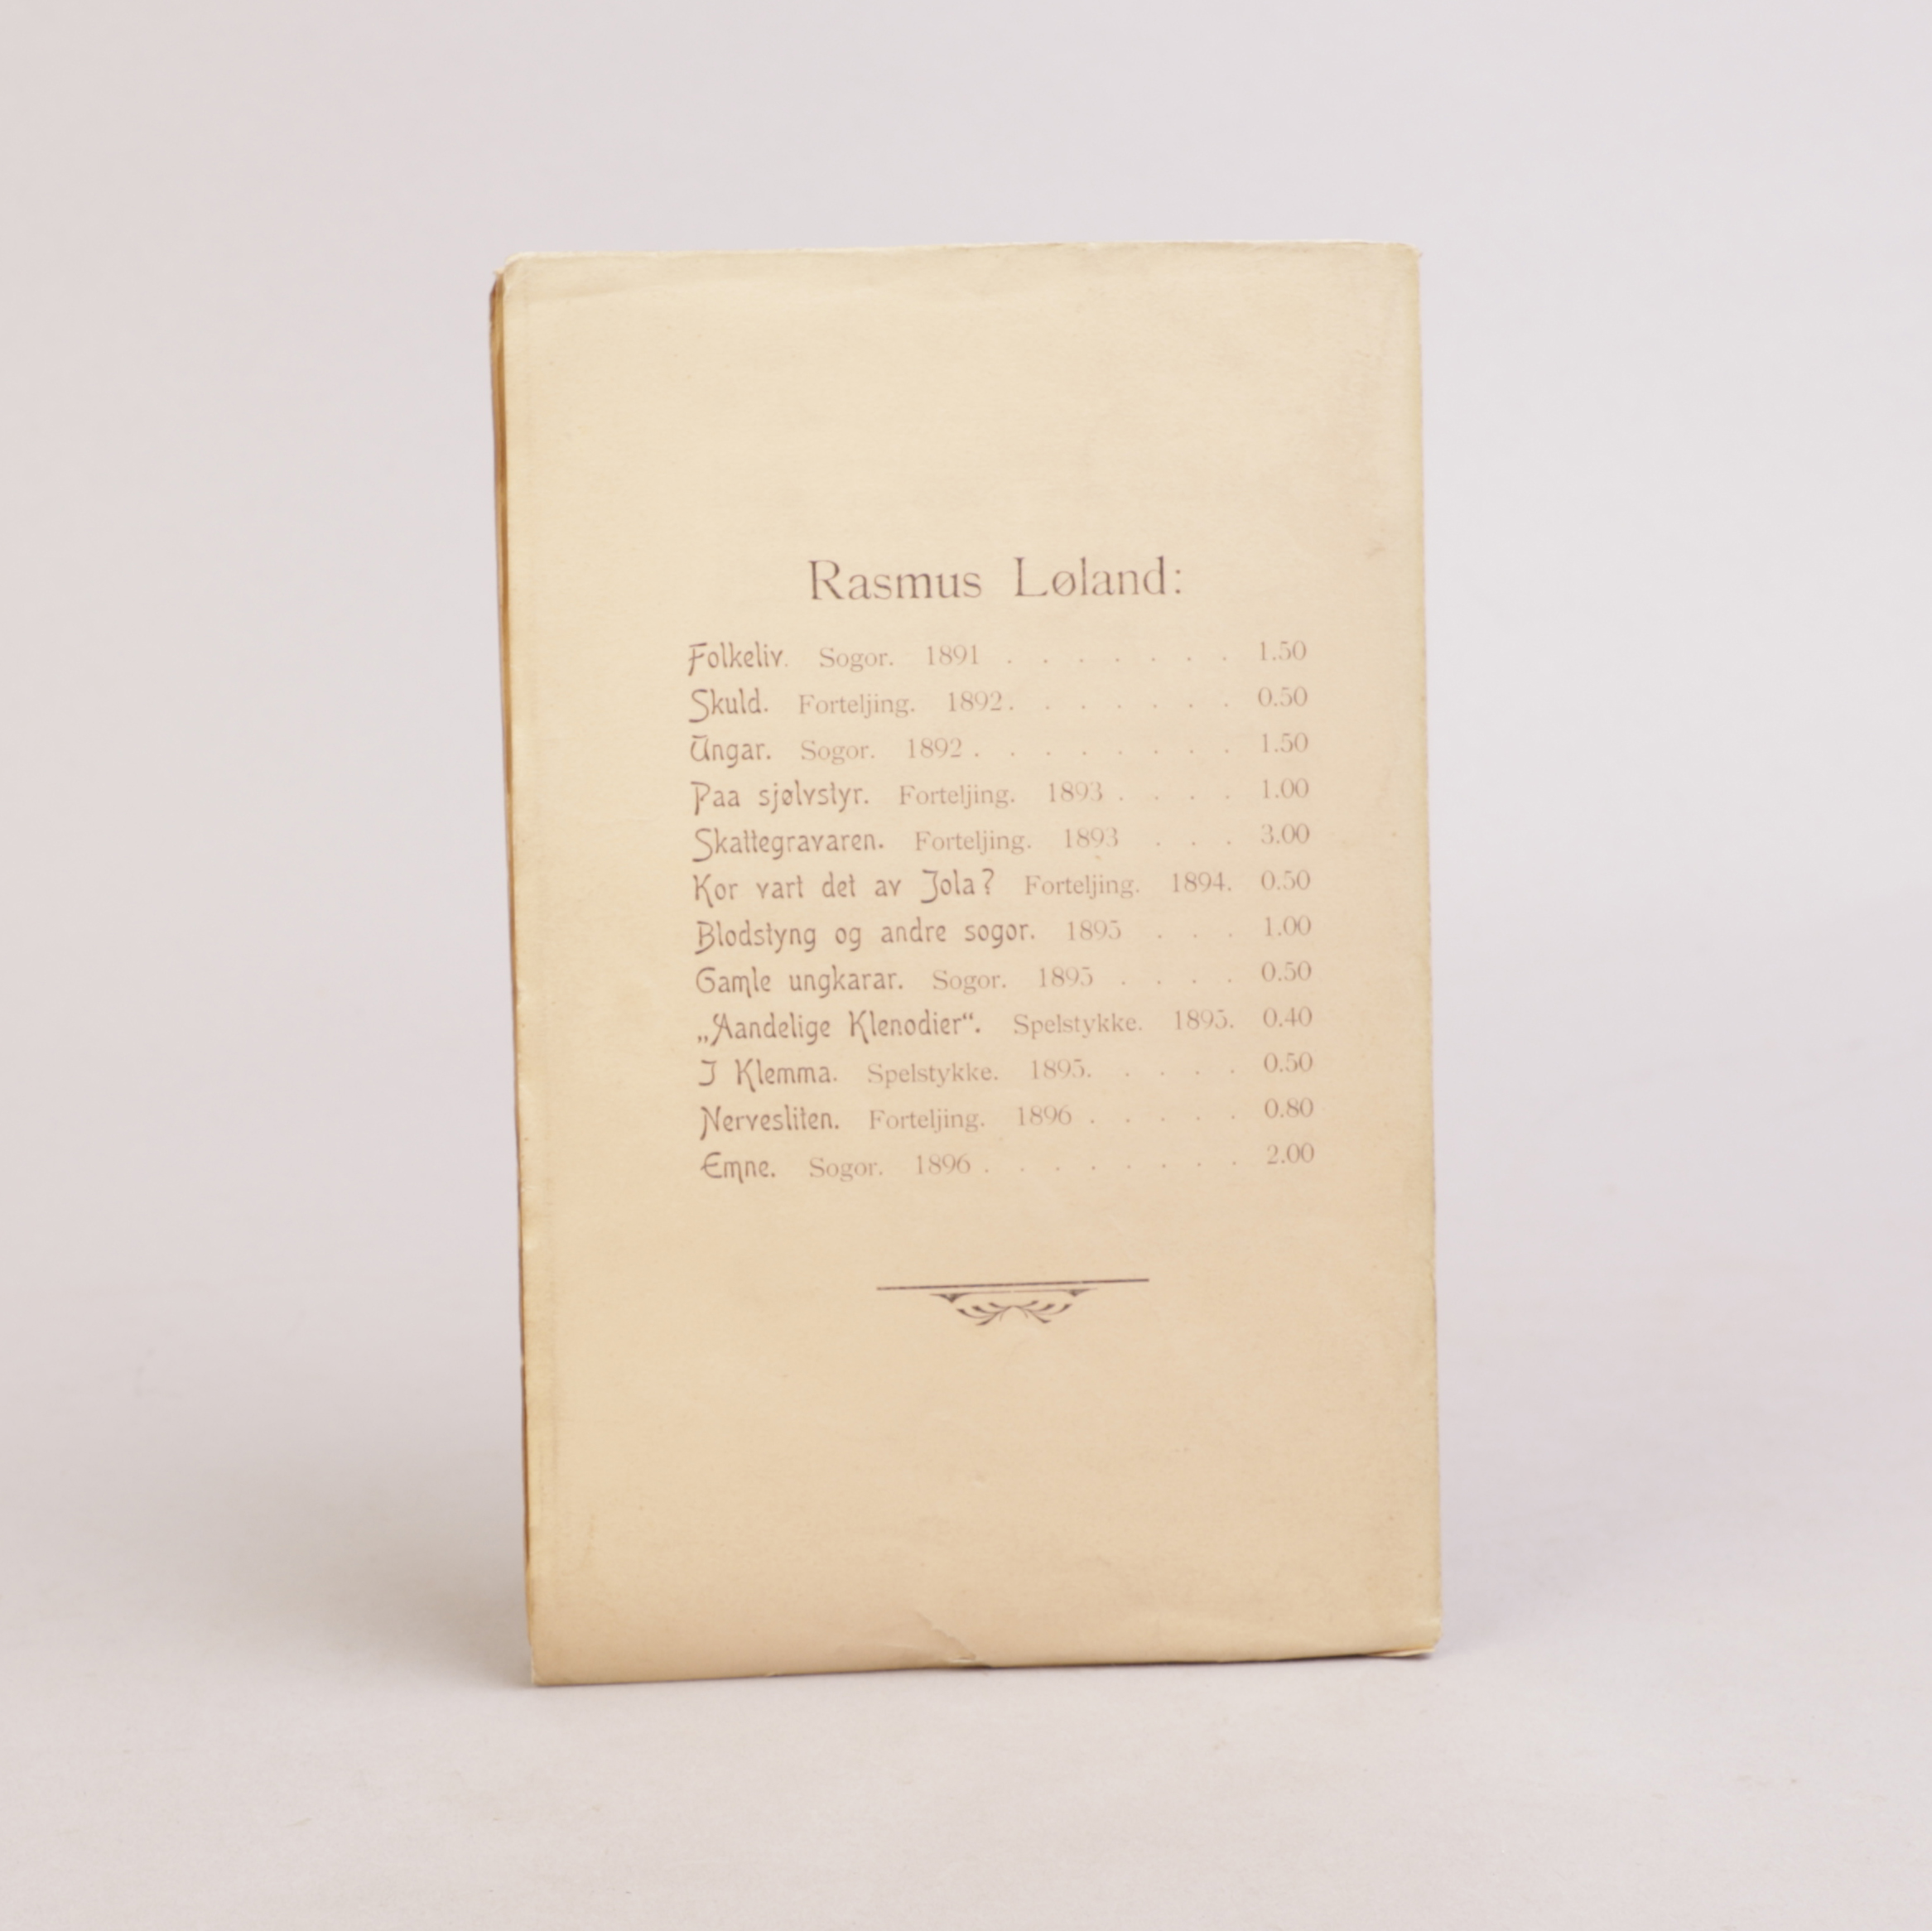 Rasmus Løland:
Folkeliv. Sogor. 1891 . . . . . . . 1.50
Skuld. Forteljing. 1892 . . . . . . . 0.50
Ungar. Sogor. 1892 . . . . . . . . 1.50
Paa sjølvstyr. Forteljing. 1893 . . . . 1.00
Skattegravaren. Forteljing. 1893 . . . 3.00
Kor vart det av Jola? Forteljing. 1894. 0.50
Blodstyng og andre sogor. 1895 . . . 1.00
Gamle ungkarar. Sogor. 1895 . . . . 0.50
„Aandelige Klenodier“. Spelstykke. 1895. 0.40
I Klemma. Spelstykke. 1895. . . . . 0.50
Nervesliten. Forteljing. 1896 . . . . . 0.80
Emne. Sogor. 1896 . . . . . . . . 2.00